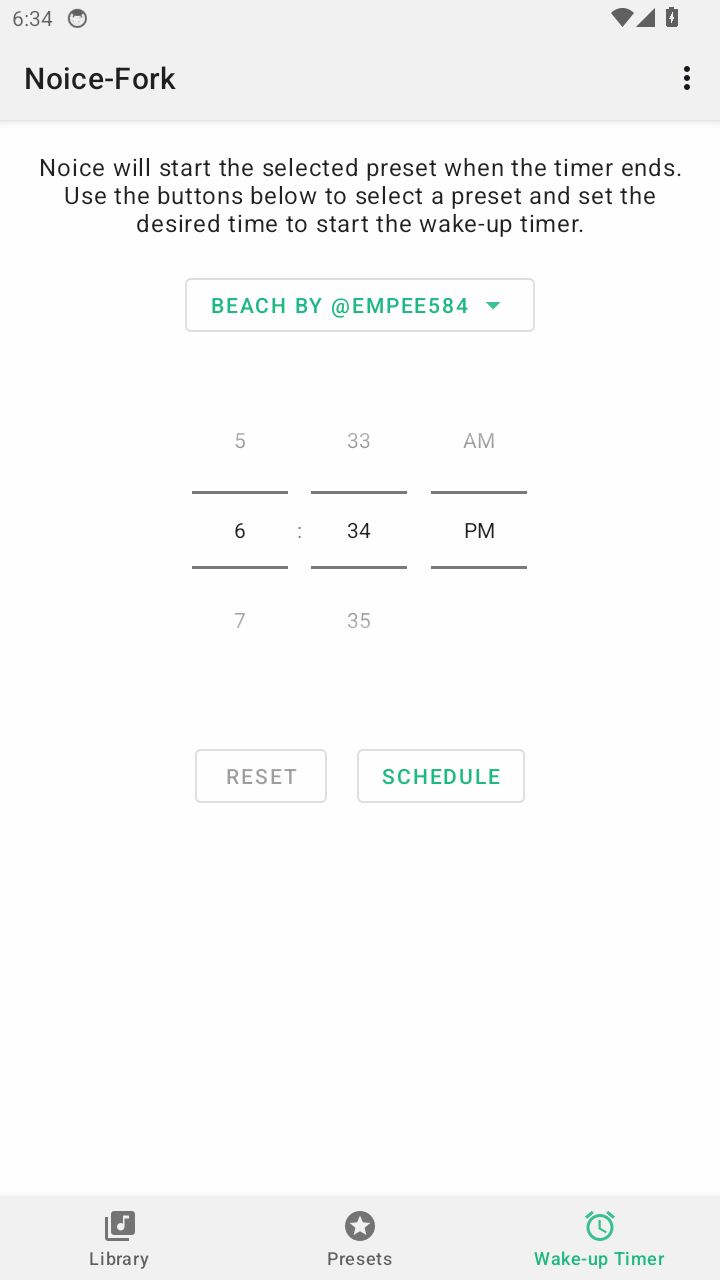 6:34
Noice-Fork
Noice will start the selected preset when the timer ends.
Use the buttons below to select a preset and set the
desired time to start the wake-up timer.
BEACH BY @EMPEE584
5 33 AM
6 : 34 PM
7 35
RESET SCHEDULE
Library Presets Wake-up Timer